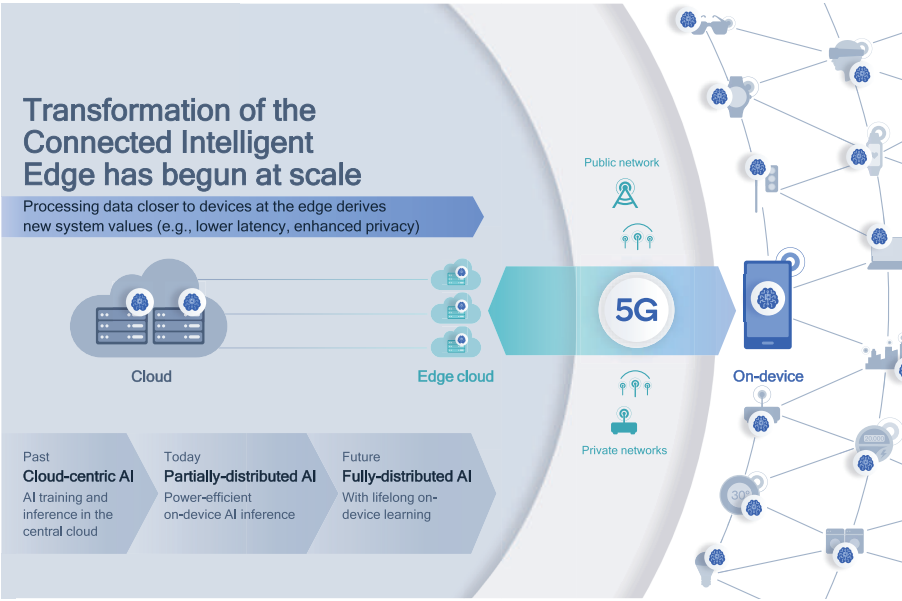 Transformation of the
Connected Intelligent
Edge has begun at scale
Processing data closer to devices at the edge derives
new system values (e.g., lower latency, enhanced privacy)
Public network
5G
Cloud
Edge cloud
On-device
Private networks
Past
Cloud-centric AI
AI training and
inference in the
central cloud
Today
Partially-distributed AI
Power-efficient
on-device AI inference
Future
Fully-distributed AI
With lifelong on-
device learning
30